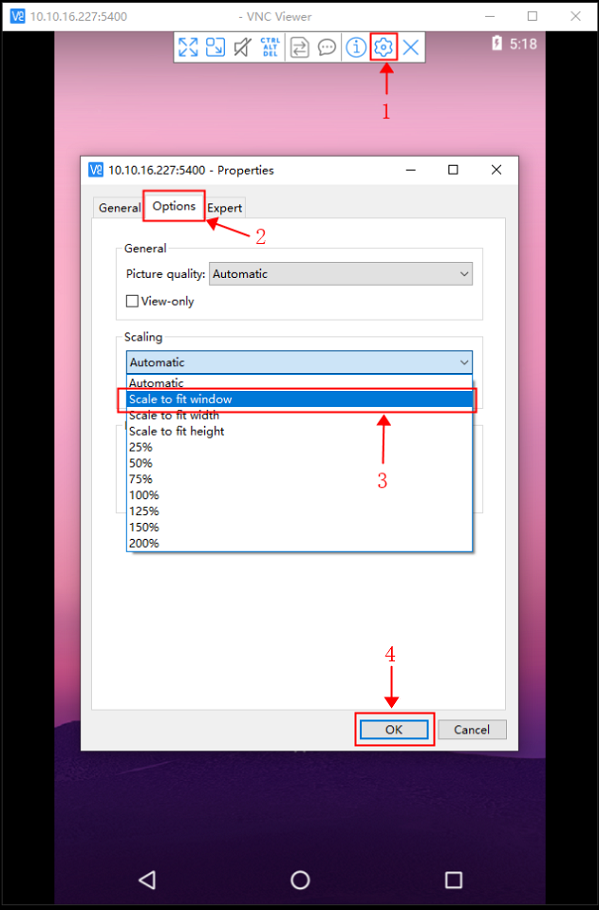 10.10.16.227:5400 - VNC Viewer
CTRL
ALT
DEL
5:18
1
10.10.16.227:5400 - Properties
General Options Expert
2
General
Picture quality: Automatic
View-only
Scaling
Automatic
Automatic
Scale to fit window
Scale to fit width
Scale to fit height
25%
50%
75%
3
100%
125%
150%
200%
4
OK Cancel